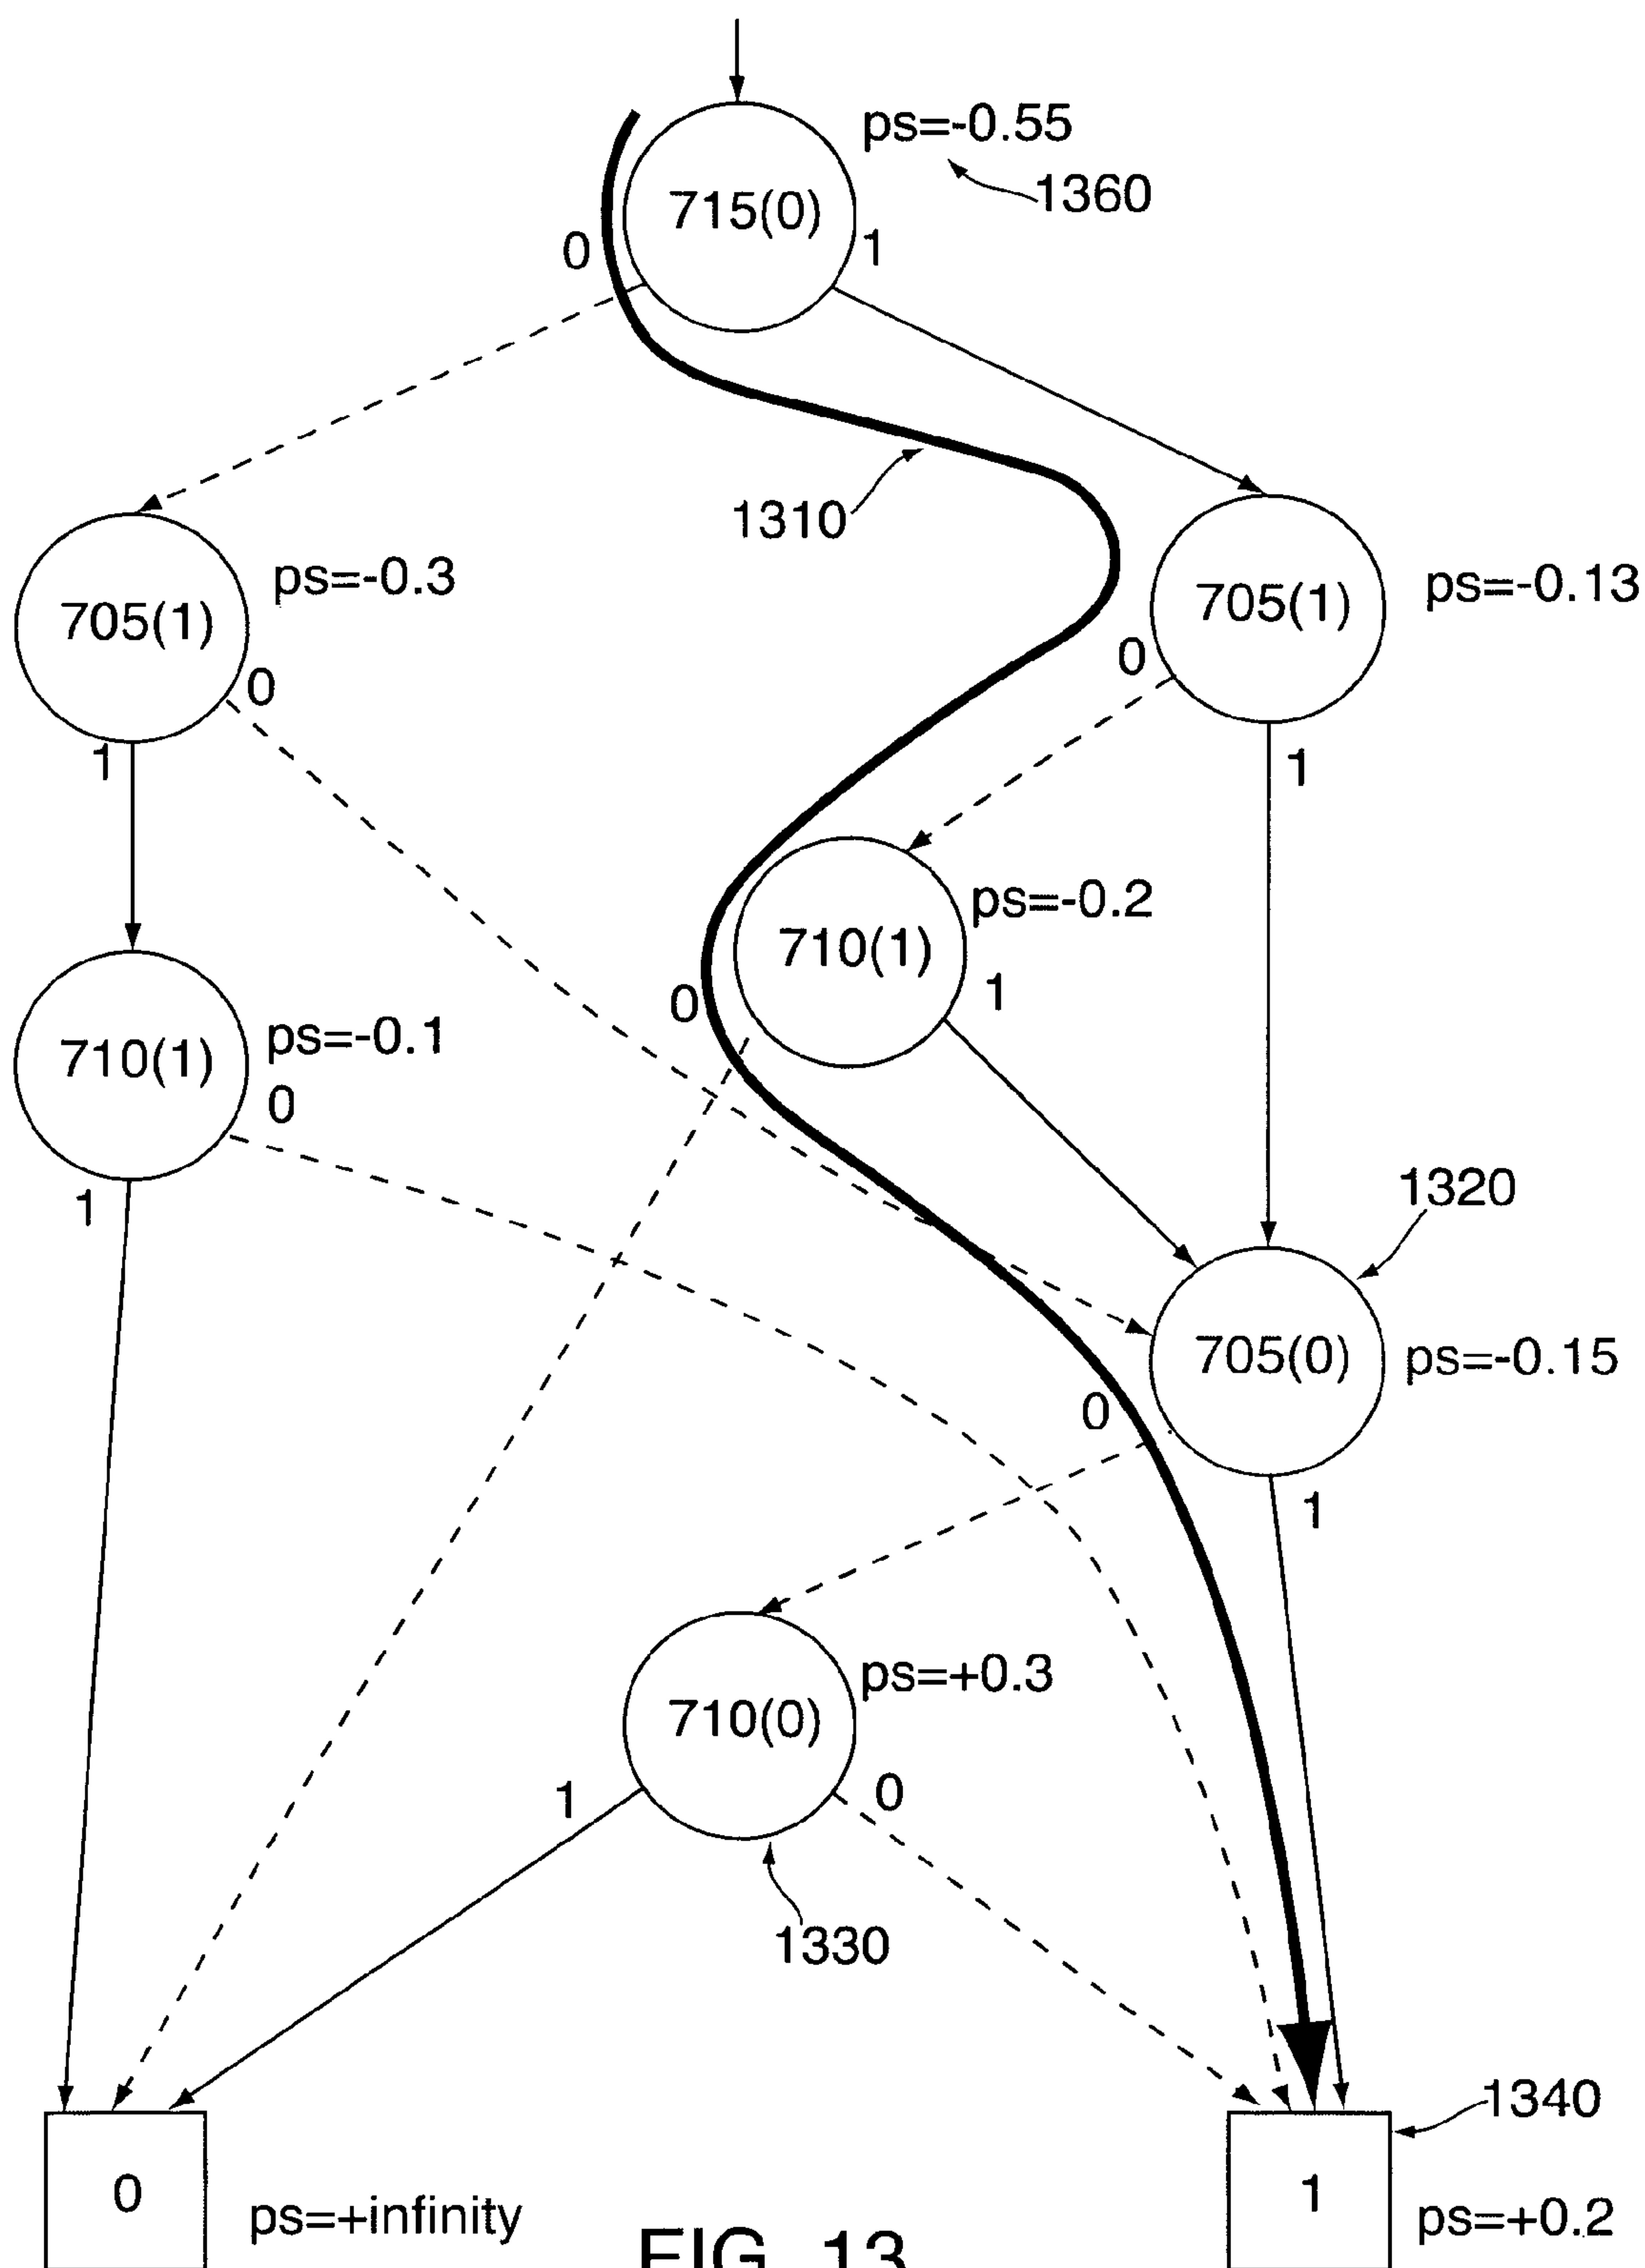 ps=-0.55
1360
715(0)
0
1
1310
705(1)
ps=-0.3
0
1
705(1)
ps=-0.13
0
1
710(1)
ps=-0.2
0
1
710(1)
ps=-0.1
0
1
1320
705(0)
ps=-0.15
0
1
710(0)
ps=+0.3
1
0
1330
1340
0
ps=+infinity
1
ps=+0.2
FIG. 13